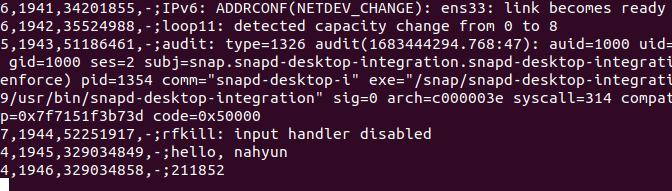 6,1941,34201855,-;IPv6: ADDRCONF(NETDEV_CHANGE): ens33: link becomes ready
6,1942,35524988,-;loop11: detected capacity change from 0 to 8
5,1943,51186461,-;audit: type=1326 audit(1683444294.768:47): auid=1000 uid=
gid=1000 ses=2 subj=snap.snapd-desktop-integration.snapd-desktop-integrati
enforce) pid=1354 comm="snapd-desktop-i" exe="/snap/snapd-desktop-integrati
9/usr/bin/snapd-desktop-integration" sig=0 arch=c000003e syscall=314 compat
p=0x7f7151f3b73d code=0x50000
7,1944,52251917,-;rfkill: input handler disabled
4,1945,329034849,-;hello, nahyun
4,1946,329034858,-;211852